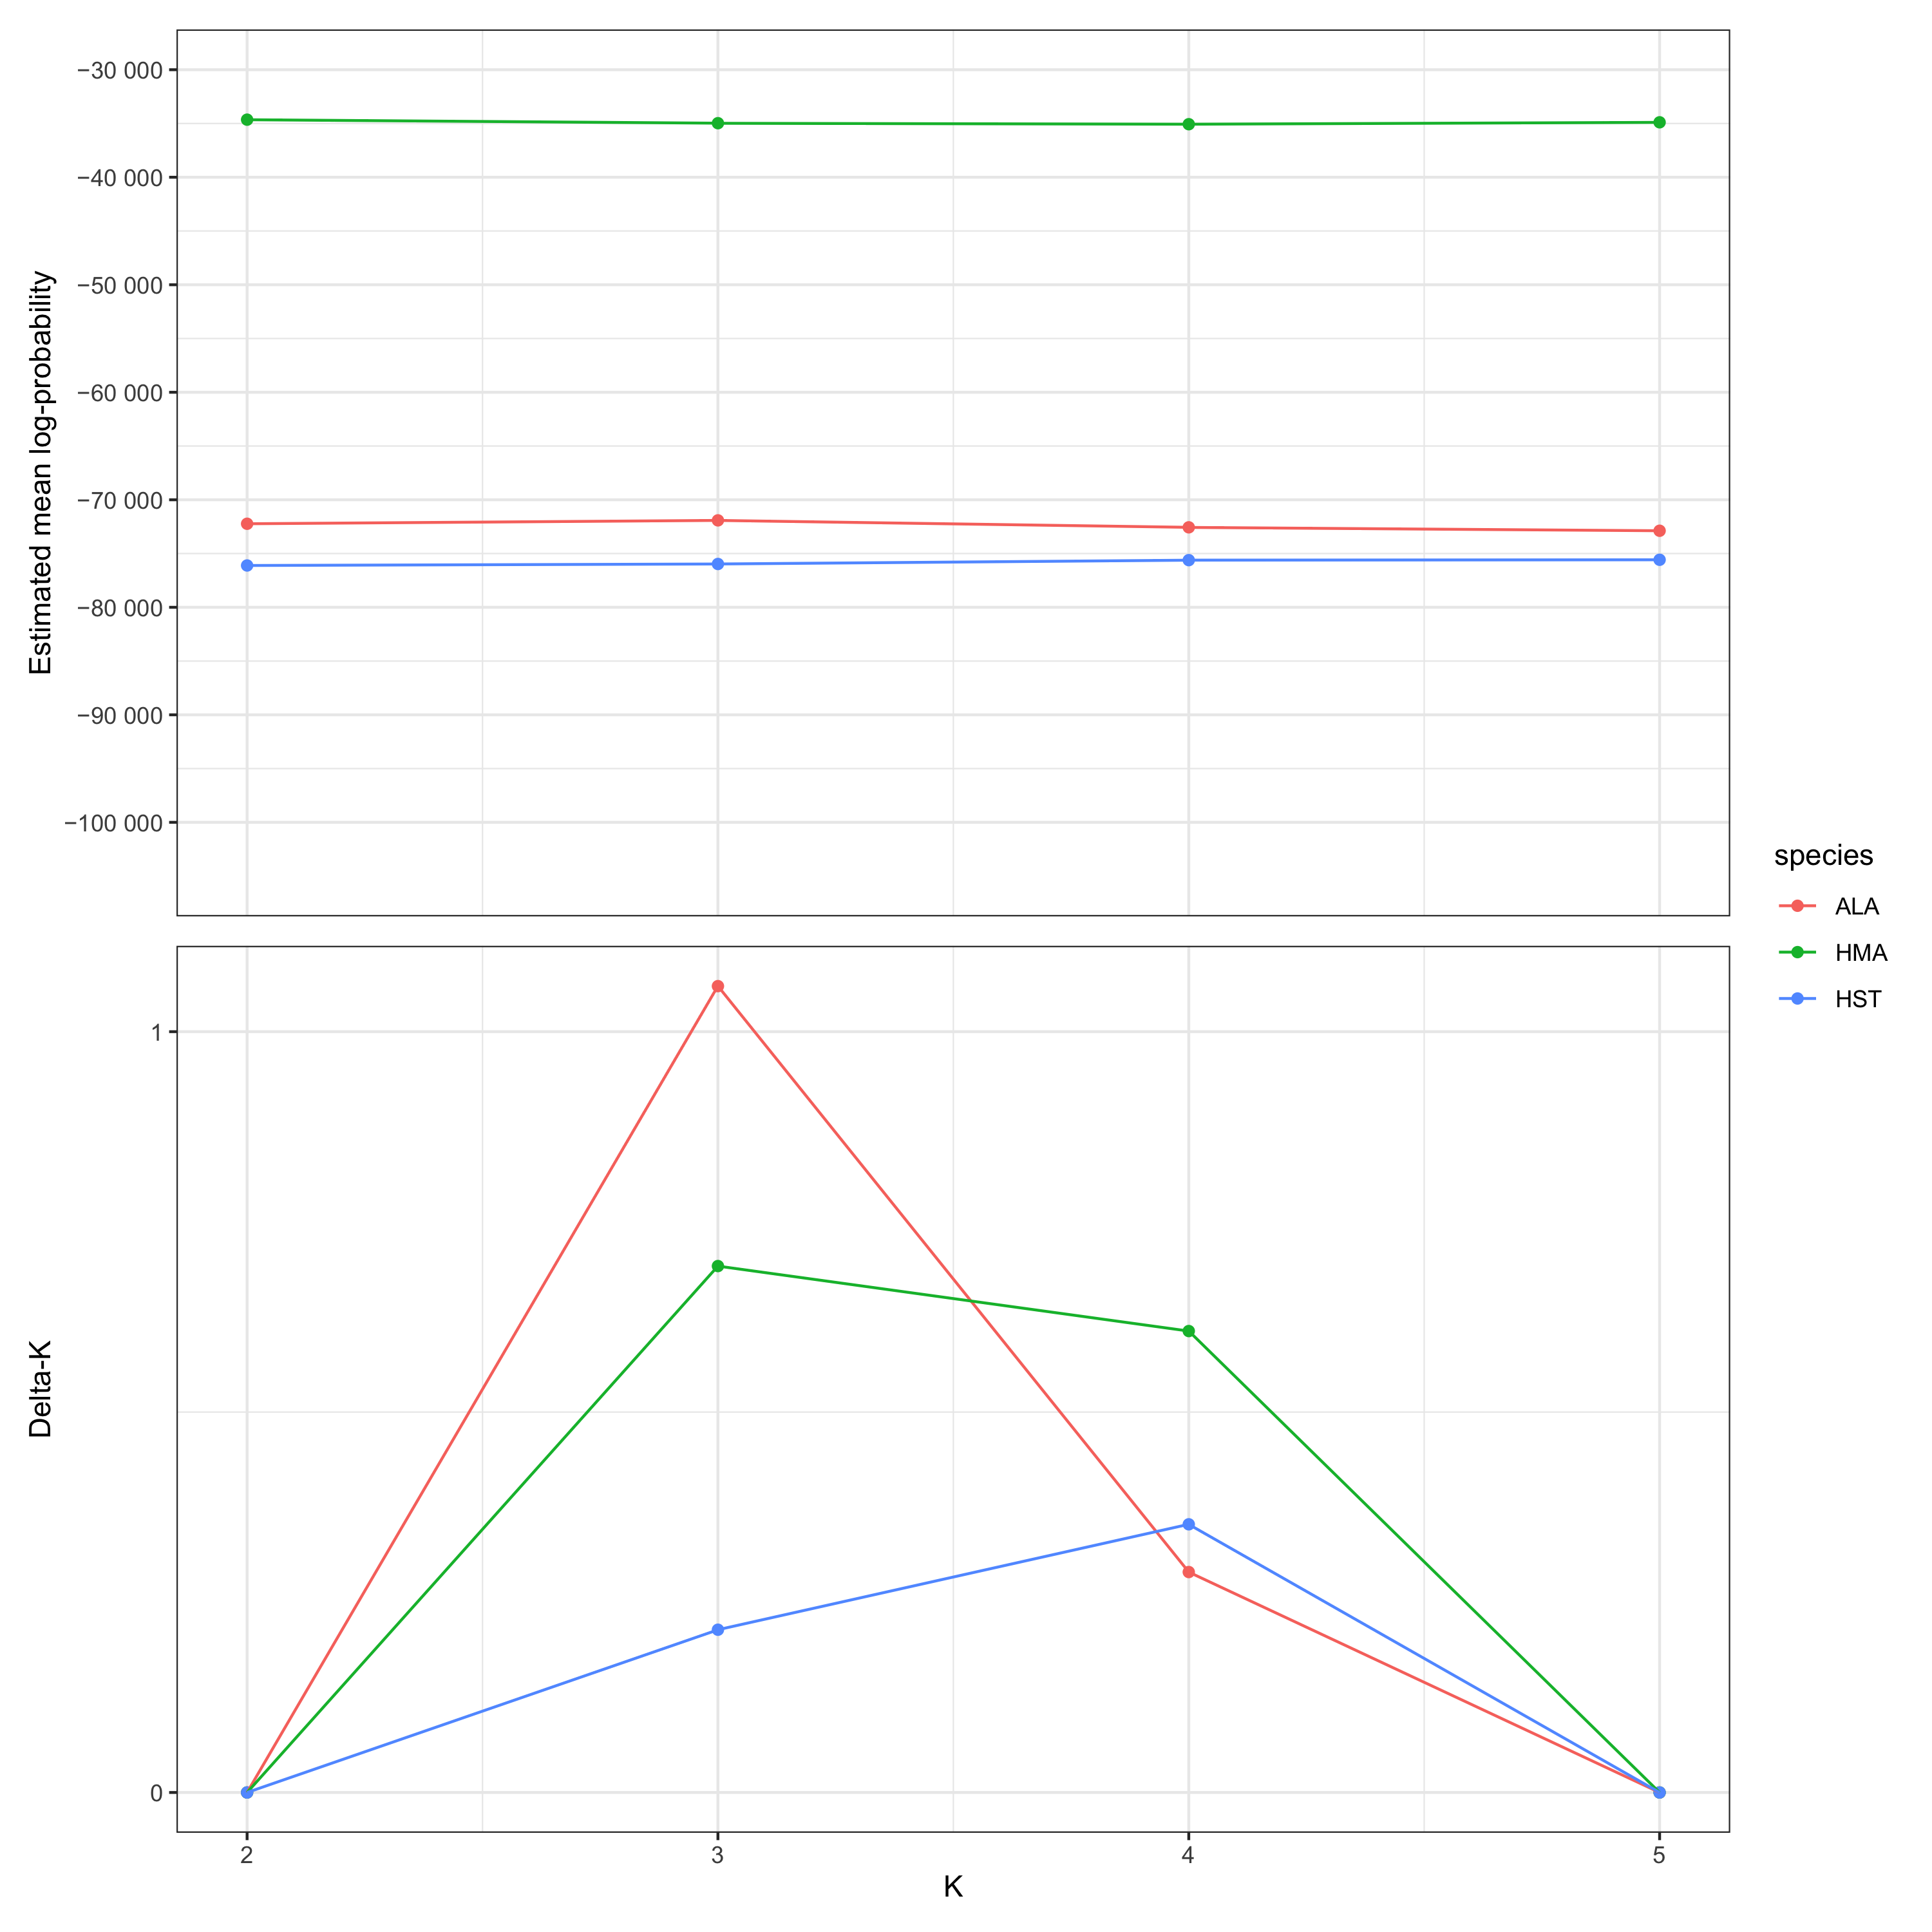 Estimated mean log-probability
−30 000
−40 000
−50 000
−60 000
−70 000
−80 000
−90 000
−100 000
Delta-K
1
0
2 3 4 5
K
species
ALA
HMA
HST